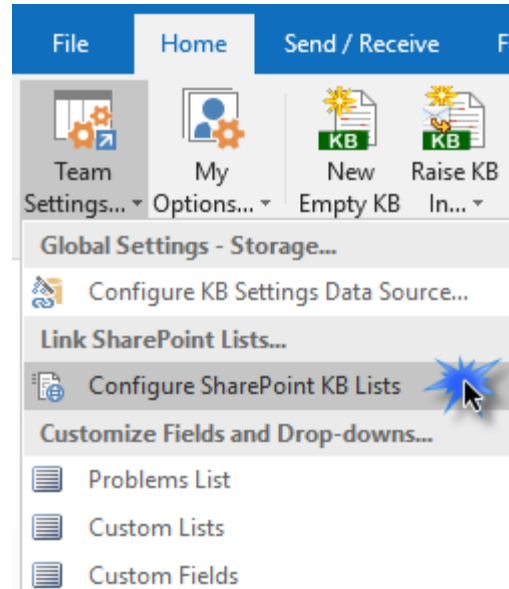 File Home Send / Receive F
KB KB
Team My New Raise KB
Settings... Options... Empty KB In...
Global Settings - Storage...
Configure KB Settings Data Source...
Link SharePoint Lists...
Configure SharePoint KB Lists
Customize Fields and Drop-downs...
Problems List
Custom Lists
Custom Fields